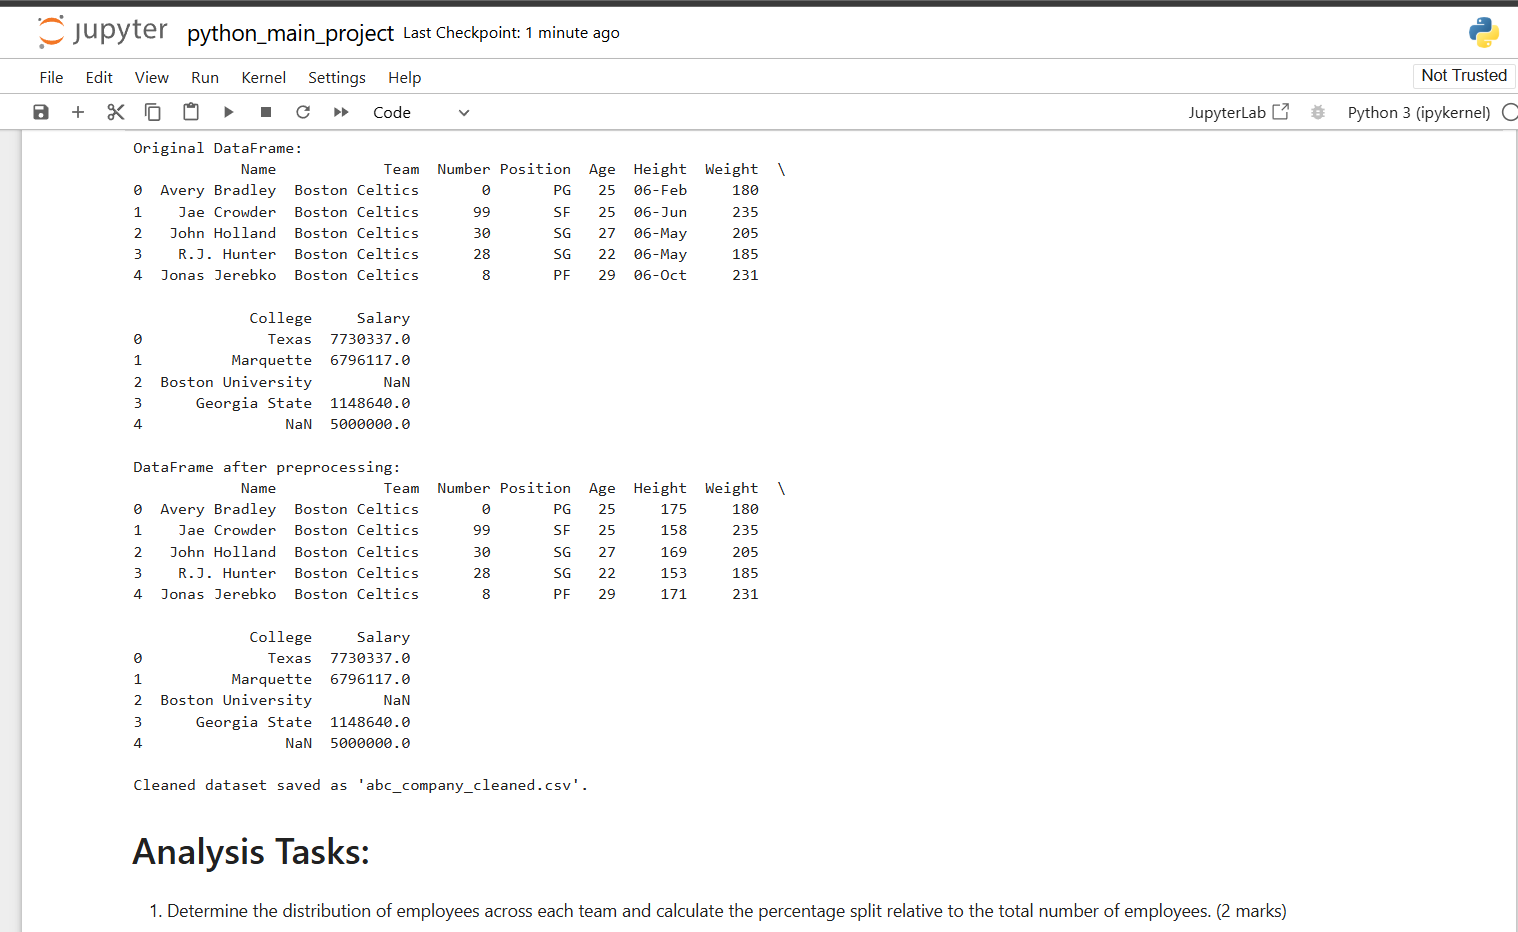 jupyter python_main_project Last Checkpoint: 1 minute ago
File Edit View Run Kernel Settings Help Not Trusted
Code JupyterLab Python 3 (ipykernel)
Original DataFrame:
Name Team Number Position Age Height Weight \
0 Avery Bradley Boston Celtics 0 PG 25 06-Feb 180
1 Jae Crowder Boston Celtics 99 SF 25 06-Jun 235
2 John Holland Boston Celtics 30 SG 27 06-May 205
3 R.J. Hunter Boston Celtics 28 SG 22 06-May 185
4 Jonas Jerebko Boston Celtics 8 PF 29 06-Oct 231
College Salary
0 Texas 7730337.0
1 Marquette 6796117.0
2 Boston University NaN
3 Georgia State 1148640.0
4 NaN 5000000.0
DataFrame after preprocessing:
Name Team Number Position Age Height Weight \
0 Avery Bradley Boston Celtics 0 PG 25 175 180
1 Jae Crowder Boston Celtics 99 SF 25 158 235
2 John Holland Boston Celtics 30 SG 27 169 205
3 R.J. Hunter Boston Celtics 28 SG 22 153 185
4 Jonas Jerebko Boston Celtics 8 PF 29 171 231
College Salary
0 Texas 7730337.0
1 Marquette 6796117.0
2 Boston University NaN
3 Georgia State 1148640.0
4 NaN 5000000.0
Cleaned dataset saved as 'abc_company_cleaned.csv'.
Analysis Tasks:
1. Determine the distribution of employees across each team and calculate the percentage split relative to the total number of employees. (2 marks)